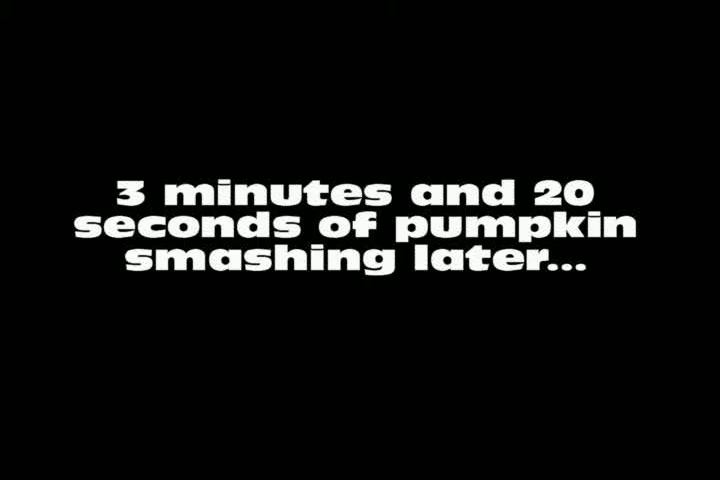 3 minutes and 20
seconds of pumpkin
smashing later...